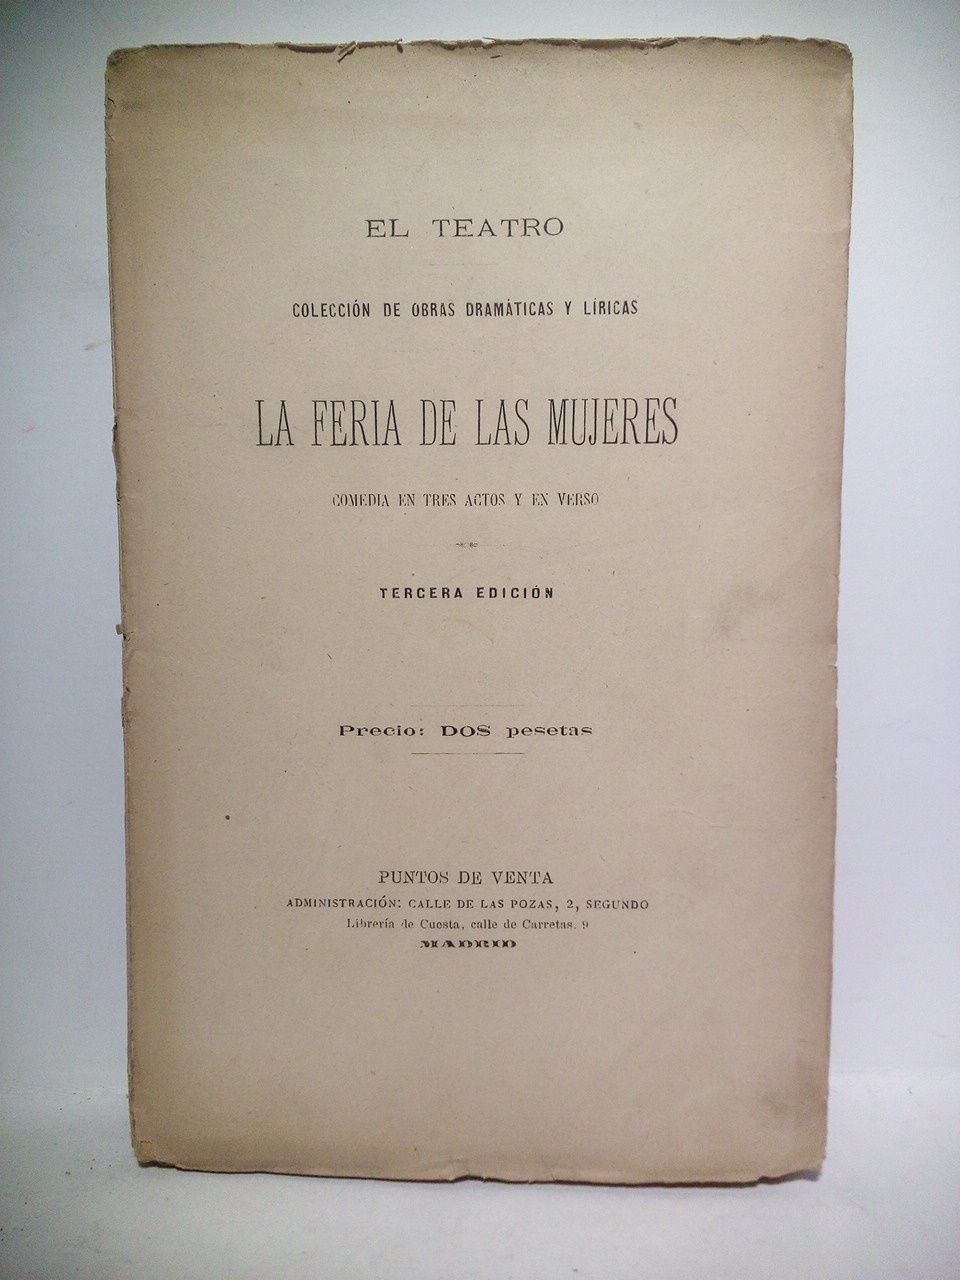 EL TEATRO
COLECCIÓN DE OBRAS DRAMÁTICAS Y LÍRICAS
LA FERIA DE LAS MUJERES
COMEDIA EN TRES ACTOS Y EN VERSO
TERCERA EDICIÓN
Precio: DOS pesetas
PUNTOS DE VENTA
ADMINISTRACIÓN: CALLE DE LAS POZAS, 2, SEGUNDO
Librería de Cuesta, calle de Carretas, 9
MADRID